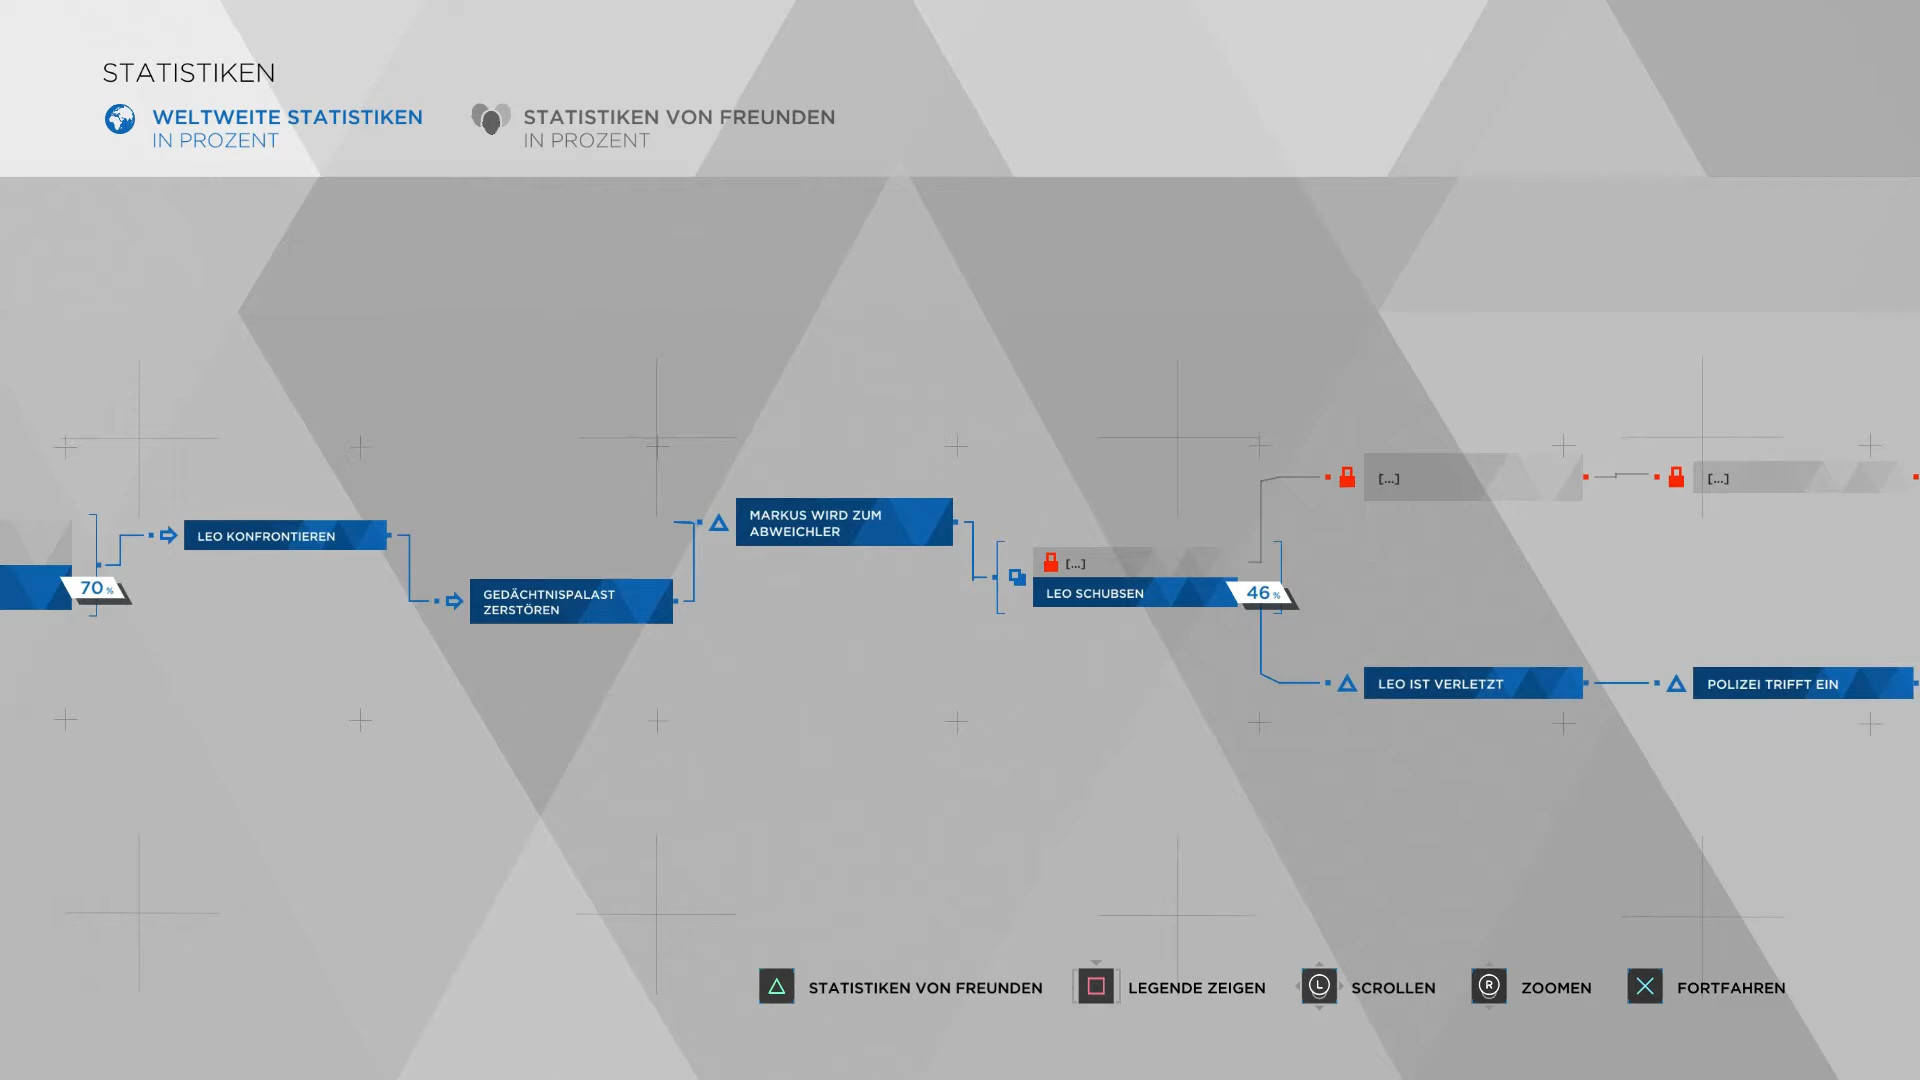 STATISTIKEN
WELTWEITE STATISTIKEN
IN PROZENT
STATISTIKEN VON FREUNDEN
IN PROZENT
70 %
LEO KONFRONTIEREN
GEDÄCHTNISPALAST
ZERSTÖREN
MARKUS WIRD ZUM
ABWEICHLER
[...]
LEO SCHUBSEN
46 %
[...]
[...]
LEO IST VERLETZT
POLIZEI TRIFFT EIN
STATISTIKEN VON FREUNDEN
LEGENDE ZEIGEN
L
SCROLLEN
R
ZOOMEN
FORTFAHREN